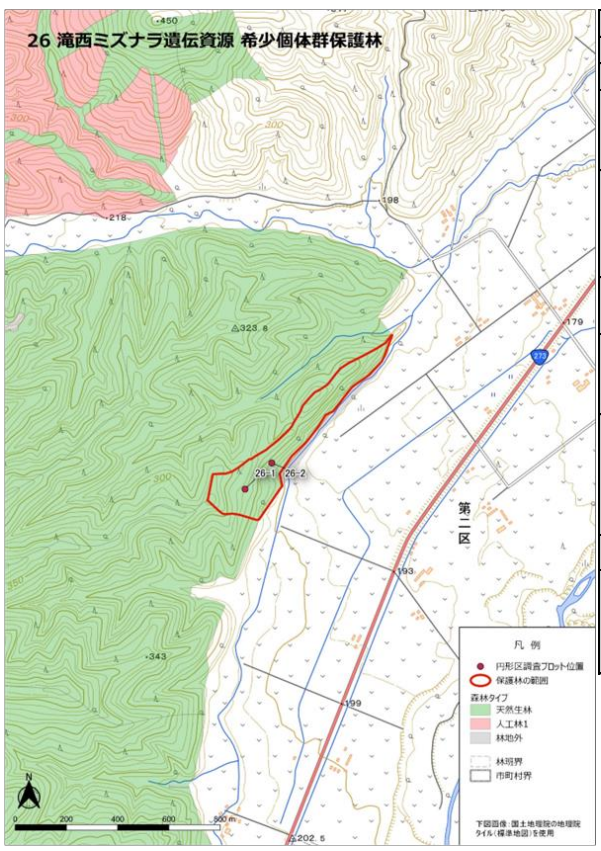 26 滝西ミズナラ遺伝資源 希少個体群保護林
450
300
300
218
198
323.8
179
273
26-1
26-2
300
第二区
193
350
343
199
202.5
凡 例
円形区調査プロット位置
保護林の範囲
森林タイプ
天然生林
人工林1
林地外
林班界
市町村界
N
0 200 400 600 800 m
下図画像:国土地理院の地理院
タイル(標準地図)を使用